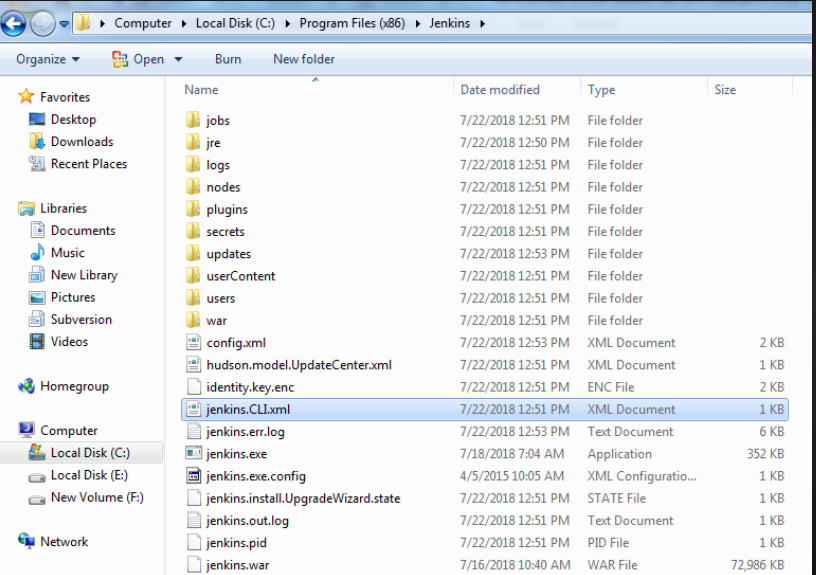 Computer Local Disk (C:) Program Files (x86) Jenkins
Organize Open Burn New folder
Name Date modified Type Size
Favorites
Desktop
Downloads
Recent Places
Libraries
Documents
Music
New Library
Pictures
Subversion
Videos
Homegroup
Computer
Local Disk (C:)
Local Disk (E:)
New Volume (F:)
Network
jobs 7/22/2018 12:51 PM File folder
jre 7/22/2018 12:50 PM File folder
logs 7/22/2018 12:51 PM File folder
nodes 7/22/2018 12:51 PM File folder
plugins 7/22/2018 12:51 PM File folder
secrets 7/22/2018 12:51 PM File folder
updates 7/22/2018 12:53 PM File folder
userContent 7/22/2018 12:51 PM File folder
users 7/22/2018 12:51 PM File folder
war 7/22/2018 12:51 PM File folder
config.xml 7/22/2018 12:53 PM XML Document 2 KB
hudson.model.UpdateCenter.xml 7/22/2018 12:51 PM XML Document 1 KB
identity.key.enc 7/22/2018 12:51 PM ENC File 2 KB
jenkins.CLI.xml 7/22/2018 12:51 PM XML Document 1 KB
jenkins.err.log 7/22/2018 12:53 PM Text Document 6 KB
jenkins.exe 7/18/2018 7:04 AM Application 352 KB
jenkins.exe.config 4/5/2015 10:05 AM XML Configuratio... 1 KB
jenkins.install.UpgradeWizard.state 7/22/2018 12:51 PM STATE File 1 KB
jenkins.out.log 7/22/2018 12:51 PM Text Document 1 KB
jenkins.pid 7/22/2018 12:51 PM PID File 1 KB
jenkins.war 7/16/2018 10:40 AM WAR File 72,986 KB